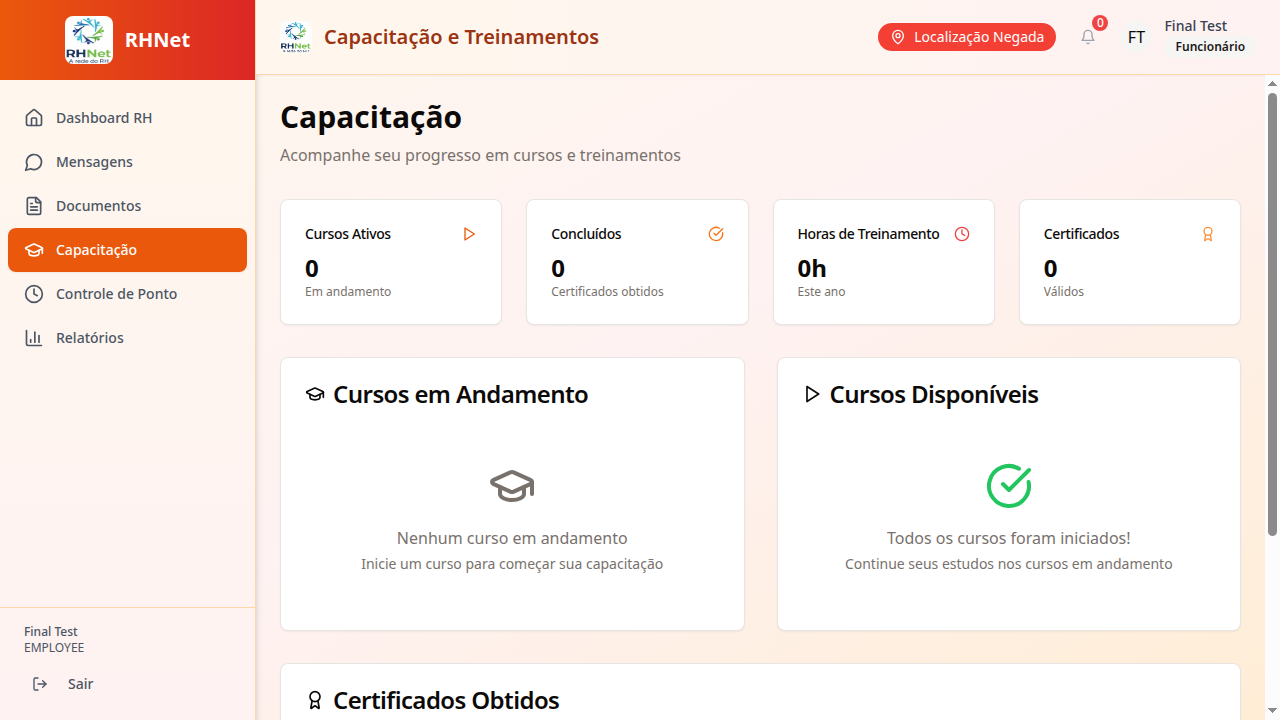 RHNet
A rede do RH
RHNet
Dashboard RH
Mensagens
Documentos
Capacitação
Controle de Ponto
Relatórios
Final Test
EMPLOYEE
Sair
RHNet
Capacitação e Treinamentos
Localização Negada
0
FT
Final Test
Funcionário
Capacitação
Acompanhe seu progresso em cursos e treinamentos
Cursos Ativos
0
Em andamento
Concluídos
0
Certificados obtidos
Horas de Treinamento
0h
Este ano
Certificados
0
Válidos
Cursos em Andamento
Nenhum curso em andamento
Inicie um curso para começar sua capacitação
Cursos Disponíveis
Todos os cursos foram iniciados!
Continue seus estudos nos cursos em andamento
Certificados Obtidos